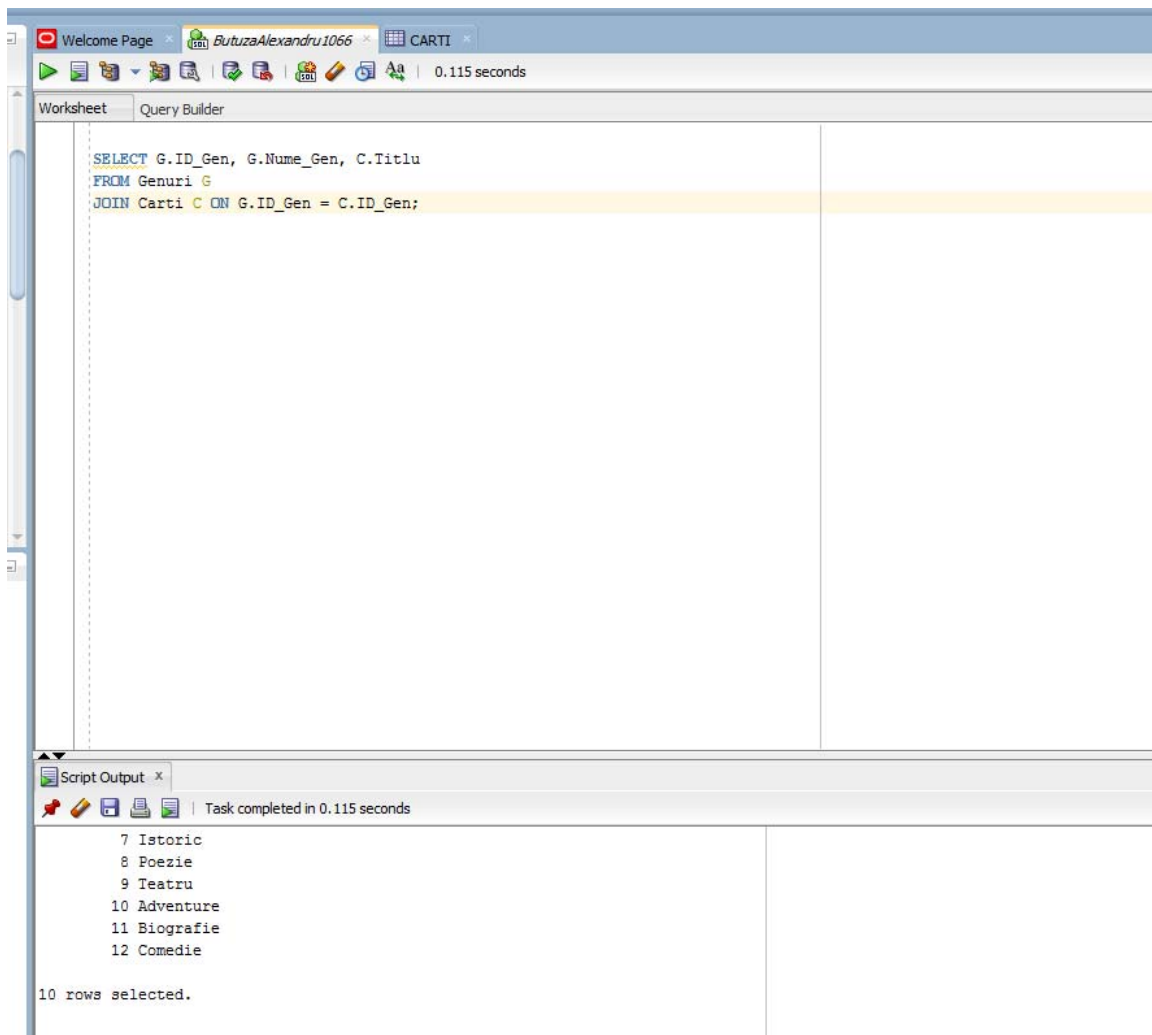 Welcome Page ButuzaAlexandru1066 CARTI
0.115 seconds
Worksheet Query Builder
SELECT G.ID_Gen, G.Nume_Gen, C.Titlu
FROM Genuri G
JOIN Carti C ON G.ID_Gen = C.ID_Gen;
Script Output x
Task completed in 0.115 seconds
7 Istoric
8 Poezie
9 Teatru
10 Adventure
11 Biografie
12 Comedie
10 rows selected.